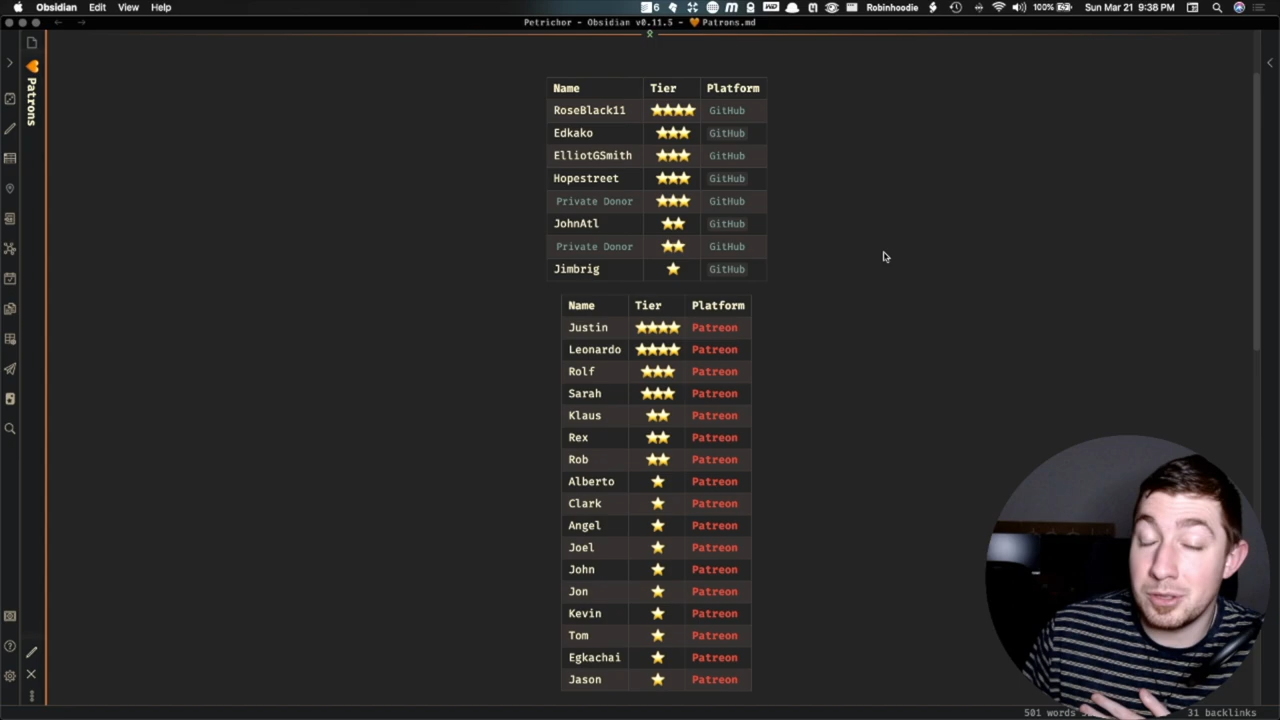 Obsidian Edit View Help
6
100%
Robinhoodie
Sun Mar 21 9:38 PM
Petrichor - Obsidian v0.11.5 - 🧡 Patrons.md
🧡 Patrons
Name Tier Platform
RoseBlack11 ⭐⭐⭐⭐ GitHub
Edkako ⭐⭐⭐ GitHub
ElliotGSmith ⭐⭐⭐ GitHub
Hopestreet ⭐⭐⭐ GitHub
Private Donor ⭐⭐⭐ GitHub
JohnAtl ⭐⭐ GitHub
Private Donor ⭐⭐ GitHub
Jimbrig ⭐ GitHub
Name Tier Platform
Justin ⭐⭐⭐⭐ Patreon
Leonardo ⭐⭐⭐⭐ Patreon
Rolf ⭐⭐⭐ Patreon
Sarah ⭐⭐⭐ Patreon
Klaus ⭐⭐ Patreon
Rex ⭐⭐ Patreon
Rob ⭐⭐ Patreon
Alberto ⭐ Patreon
Clark ⭐ Patreon
Angel ⭐ Patreon
Joel ⭐ Patreon
John ⭐ Patreon
Jon ⭐ Patreon
Kevin ⭐ Patreon
Tom ⭐ Patreon
Egkachai ⭐ Patreon
Jason ⭐ Patreon
501 words
31 backlinks